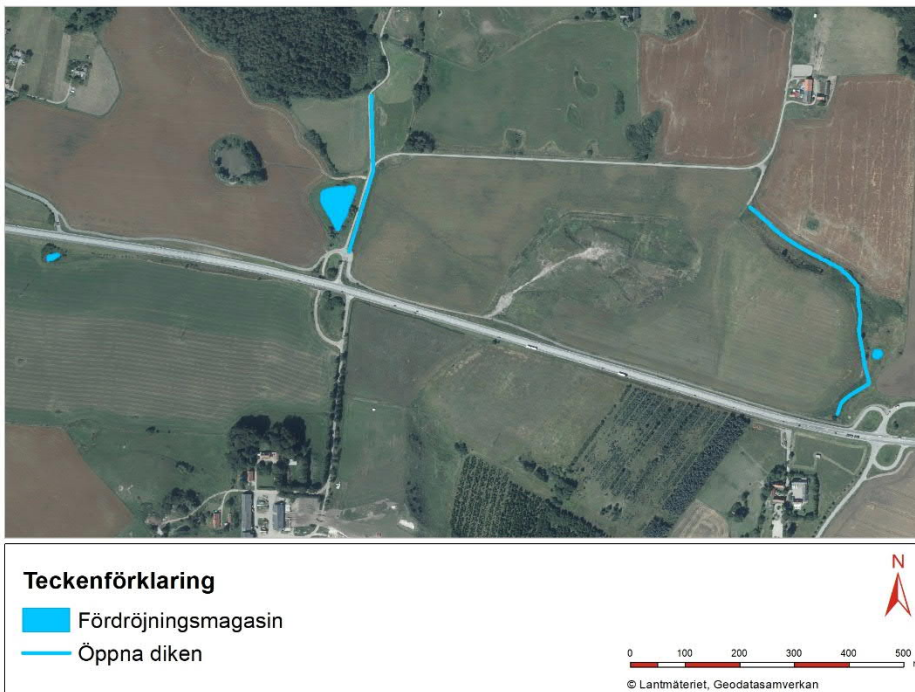 Teckenförklaring
Fördröjningsmagasin
Öppna diken
N
0 100 200 300 400 500
© Lantmäteriet, Geodatasamverkan